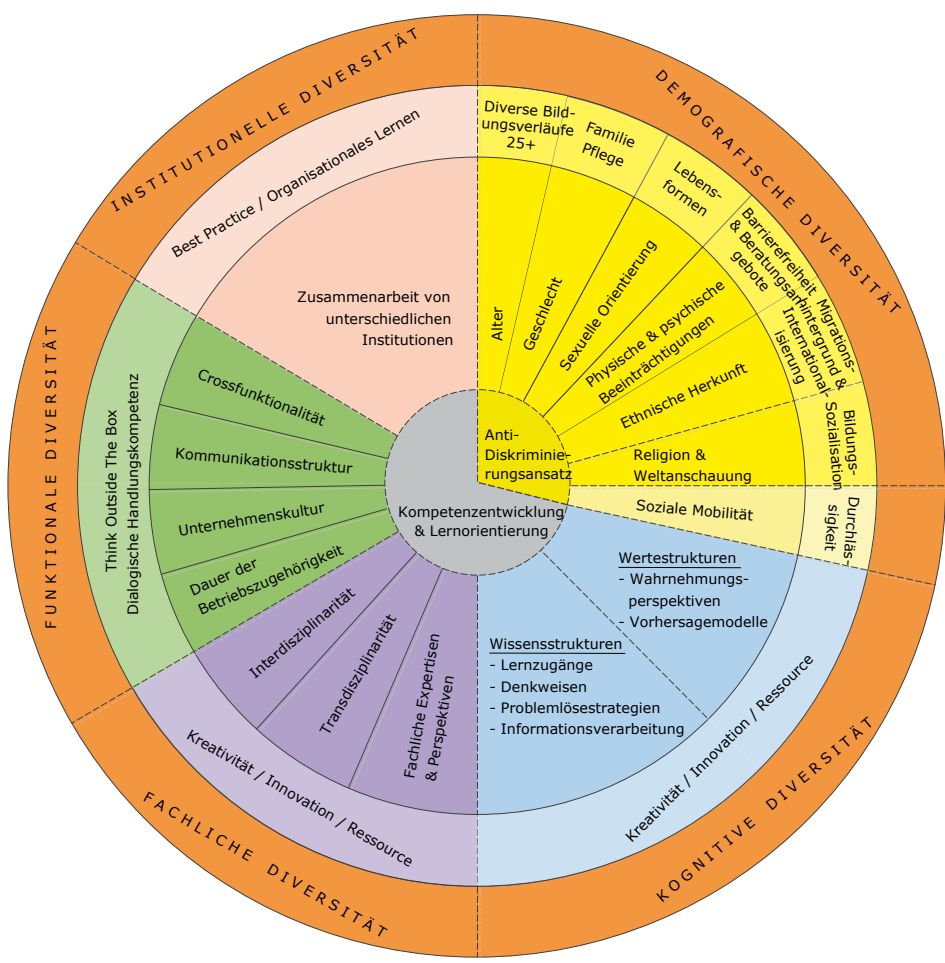 INSTITUTIONELLE DIVERSITÄT
DEMOGRAFISCHE DIVERSITÄT
KOGNITIVE DIVERSITÄT
FACHLICHE DIVERSITÄT
FUNKTIONALE DIVERSITÄT
Best Practice / Organisationales Lernen
Zusammenarbeit von
unterschiedlichen
Institutionen
Diverse Bild-
ungsverläufe
25+
Familie
Pflege
Lebens-
formen
Barrierefreiheit
& Beratungsan-
gebote
Migrations-
hintergrund &
International-
isierung
Bildungs-
Sozialisation
Durchläs-
sigkeit
Alter
Geschlecht
Sexuelle Orientierung
Physische & psychische
Beeinträchtigungen
Ethnische Herkunft
Religion &
Weltanschauung
Soziale Mobilität
Anti-
Diskriminie-
rungsansatz
Kompetenzentwicklung
& Lernorientierung
Wertestrukturen
- Wahrnehmungs-
perspektiven
- Vorhersagemodelle
Wissensstrukturen
- Lernzugänge
- Denkweisen
- Problemlösestrategien
- Informationsverarbeitung
Kreativität / Innovation / Ressource
Fachliche Expertisen
& Perspektiven
Transdisziplinarität
Interdisziplinarität
Kreativität / Innovation / Ressource
Dauer der
Betriebszugehörigkeit
Unternehmenskultur
Kommunikationsstruktur
Crossfunktionalität
Think Outside The Box
Dialogische Handlungskompetenz